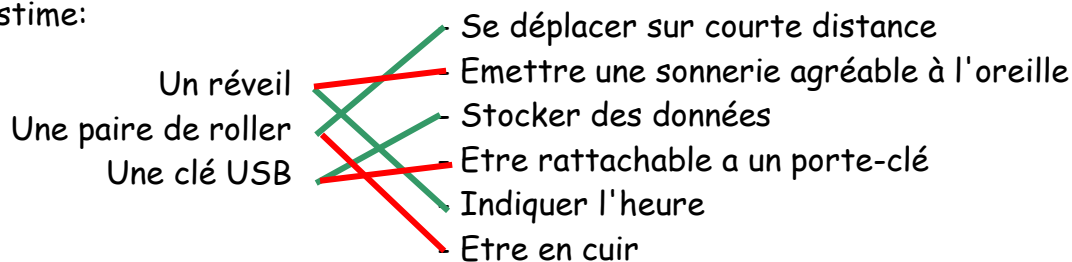 stime:
- Se déplacer sur courte distance
- Emettre une sonnerie agréable à l'oreille
- Stocker des données
- Etre rattachable a un porte-clé
- Indiquer l'heure
- Etre en cuir
Un réveil
Une paire de roller
Une clé USB